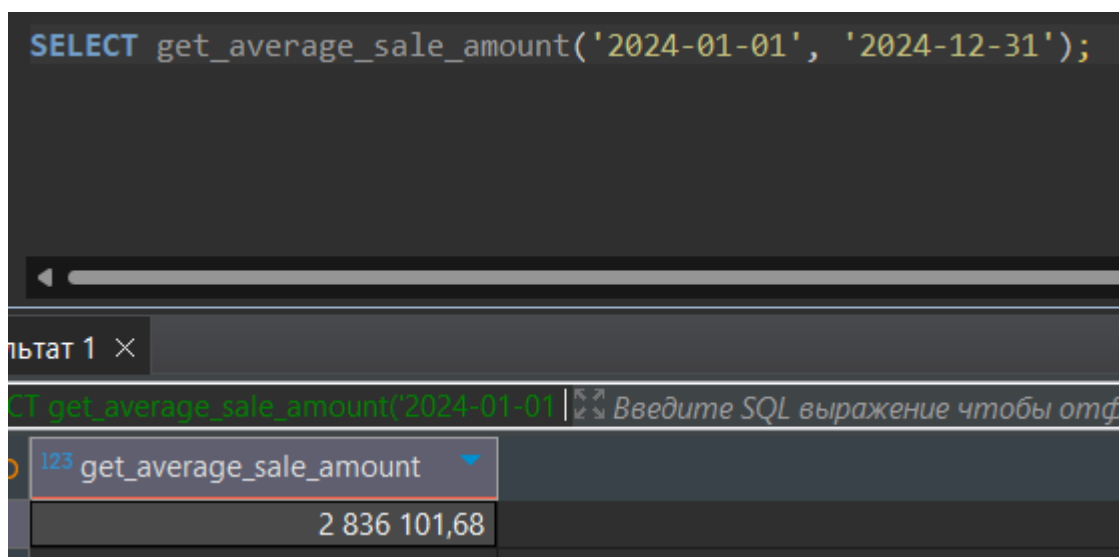 SELECT get_average_sale_amount('2024-01-01', '2024-12-31');
льтат 1
CT get_average_sale_amount('2024-01-01 Введите SQL выражение чтобы отф
123 get_average_sale_amount
2 836 101,68